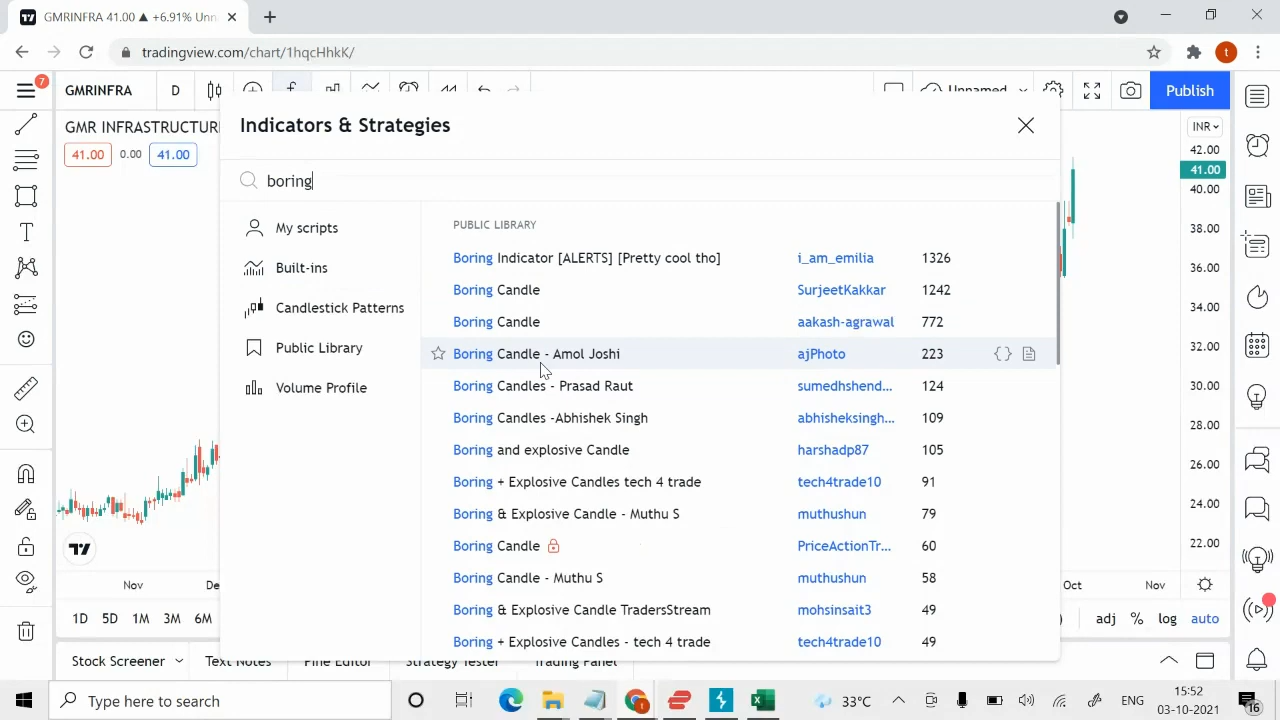 GMRINFRA 41.00 ▲ +6.91% Unn
tradingview.com/chart/1hqcHhkK/
t
7
GMRINFRA
D
Unnamed
Publish
GMR INFRASTRUCTUR
41.00 0.00 41.00
Indicators & Strategies
boring
My scripts
Built-ins
Candlestick Patterns
Public Library
Volume Profile
PUBLIC LIBRARY
Boring Indicator [ALERTS] [Pretty cool tho] i_am_emilia 1326
Boring Candle SurjeetKakkar 1242
Boring Candle aakash-agrawal 772
Boring Candle - Amol Joshi ajPhoto 223
Boring Candles - Prasad Raut sumedhshend... 124
Boring Candles -Abhishek Singh abhisheksingh... 109
Boring and explosive Candle harshadp87 105
Boring + Explosive Candles tech 4 trade tech4trade10 91
Boring & Explosive Candle - Muthu S muthushun 79
Boring Candle PriceActionTr... 60
Boring Candle - Muthu S muthushun 58
Boring & Explosive Candle TradersStream mohsinsait3 49
Boring + Explosive Candles - tech 4 trade tech4trade10 49
INR
42.00
41.00
40.00
38.00
36.00
34.00
32.00
30.00
28.00
26.00
24.00
22.00
Nov De Oct Nov
1D 5D 1M 3M 6M adj % log auto
Stock Screener Text Notes Pine Editor Strategy Tester Trading Panel
Type here to search
33°C
ENG
15:52
03-10-2021
16